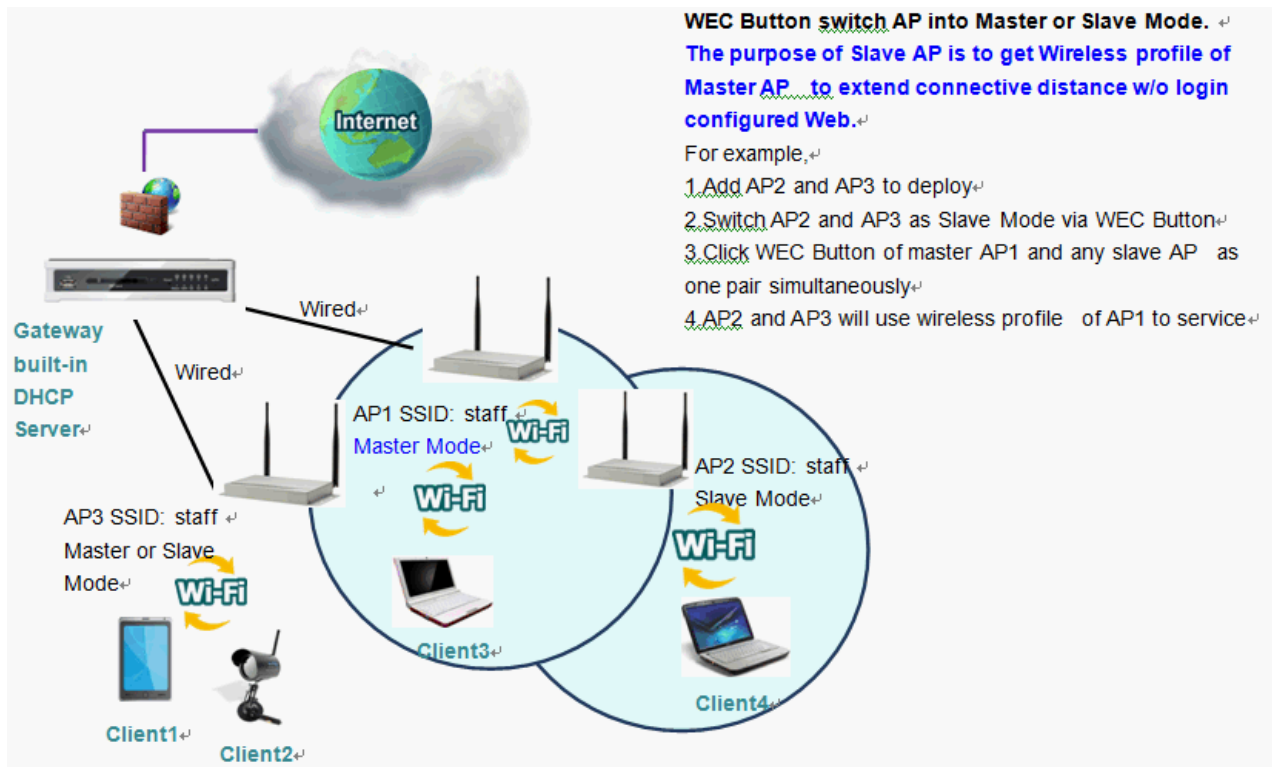 WEC Button switch AP into Master or Slave Mode.
The purpose of Slave AP is to get Wireless profile of
Master AP to extend connective distance w/o login
configured Web.
For example,
1.Add AP2 and AP3 to deploy
2.Switch AP2 and AP3 as Slave Mode via WEC Button
3.Click WEC Button of master AP1 and any slave AP as
one pair simultaneously
4.AP2 and AP3 will use wireless profile of AP1 to service
Internet
Gateway
built-in
DHCP
Server
Wired
Wired
AP1 SSID: staff
Master Mode
Wi-Fi
Wi-Fi
AP2 SSID: staff
Slave Mode
Wi-Fi
AP3 SSID: staff
Master or Slave
Mode
Wi-Fi
Client3
Client4
Client1
Client2